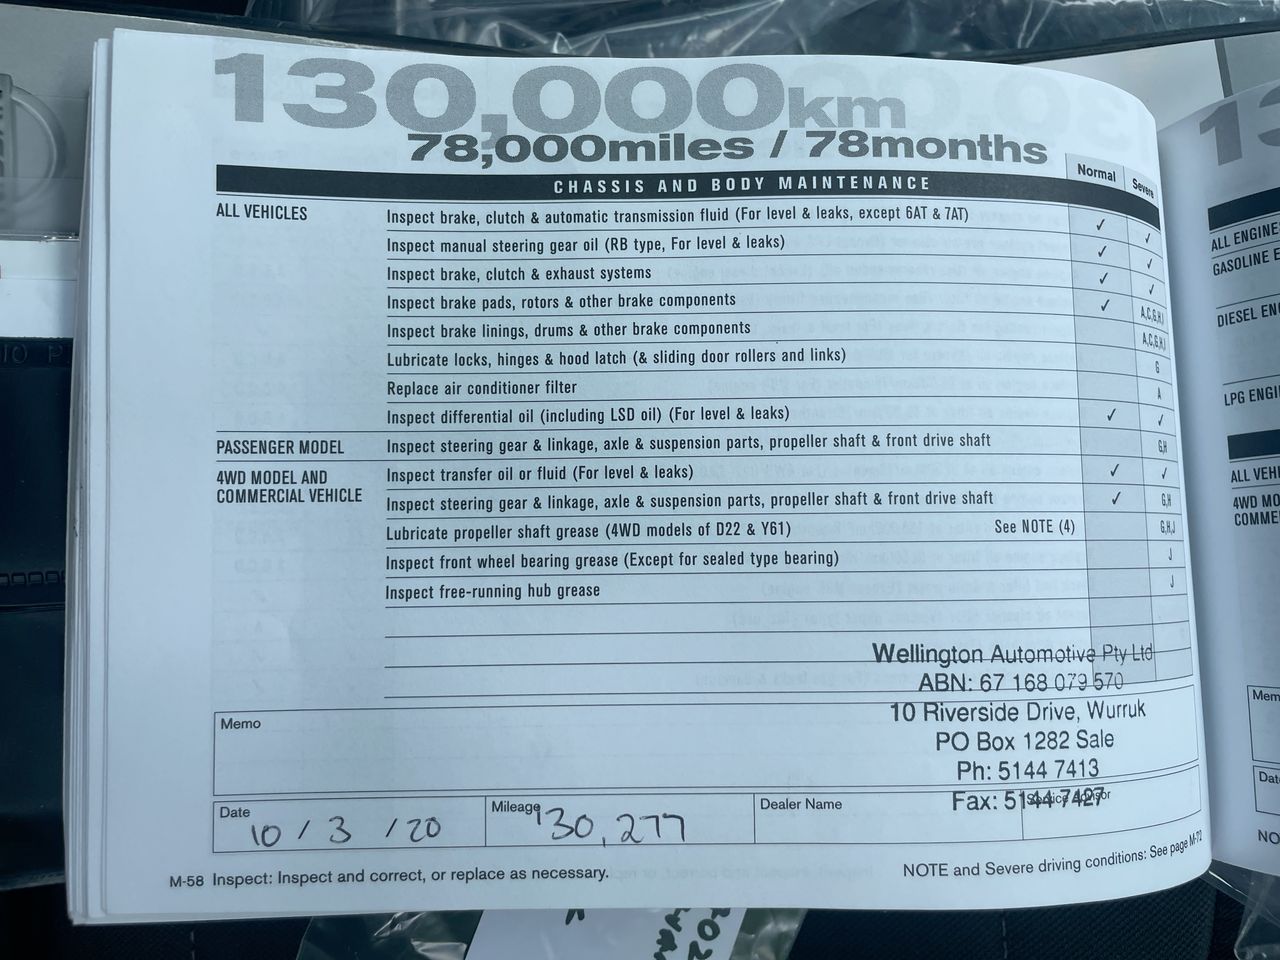 130,000km
78,000miles / 78months
Normal Severe
CHASSIS AND BODY MAINTENANCE
ALL VEHICLES Inspect brake, clutch & automatic transmission fluid (For level & leaks, except 6AT & 7AT) ✓ ✓
Inspect manual steering gear oil (RB type, For level & leaks) ✓ ✓
Inspect brake, clutch & exhaust systems ✓ ✓
Inspect brake pads, rotors & other brake components ✓ A,C,G,H,I
Inspect brake linings, drums & other brake components A,C,G,H,I
Lubricate locks, hinges & hood latch (& sliding door rollers and links) G
Replace air conditioner filter A
Inspect differential oil (including LSD oil) (For level & leaks) ✓ ✓
PASSENGER MODEL Inspect steering gear & linkage, axle & suspension parts, propeller shaft & front drive shaft G,H
4WD MODEL AND Inspect transfer oil or fluid (For level & leaks) ✓ ✓
COMMERCIAL VEHICLE Inspect steering gear & linkage, axle & suspension parts, propeller shaft & front drive shaft ✓ G,H
Lubricate propeller shaft grease (4WD models of D22 & Y61) See NOTE (4) G,H,J
Inspect front wheel bearing grease (Except for sealed type bearing) J
Inspect free-running hub grease J
Wellington Automotive Pty Ltd
ABN: 67 168 079 570
10 Riverside Drive, Wurruk
PO Box 1282 Sale
Ph: 5144 7413
Fax: 5144 7427
Memo
Date 10 / 3 / 20
Mileage 130,277
Dealer Name
Service Advisor
M-58 Inspect: Inspect and correct, or replace as necessary.
NOTE and Severe driving conditions: See page M-72
ALL ENGINE
GASOLINE E
DIESEL EN
LPG ENGI
ALL VEHI
4WD MO
COMME
Mem
Dat
NO